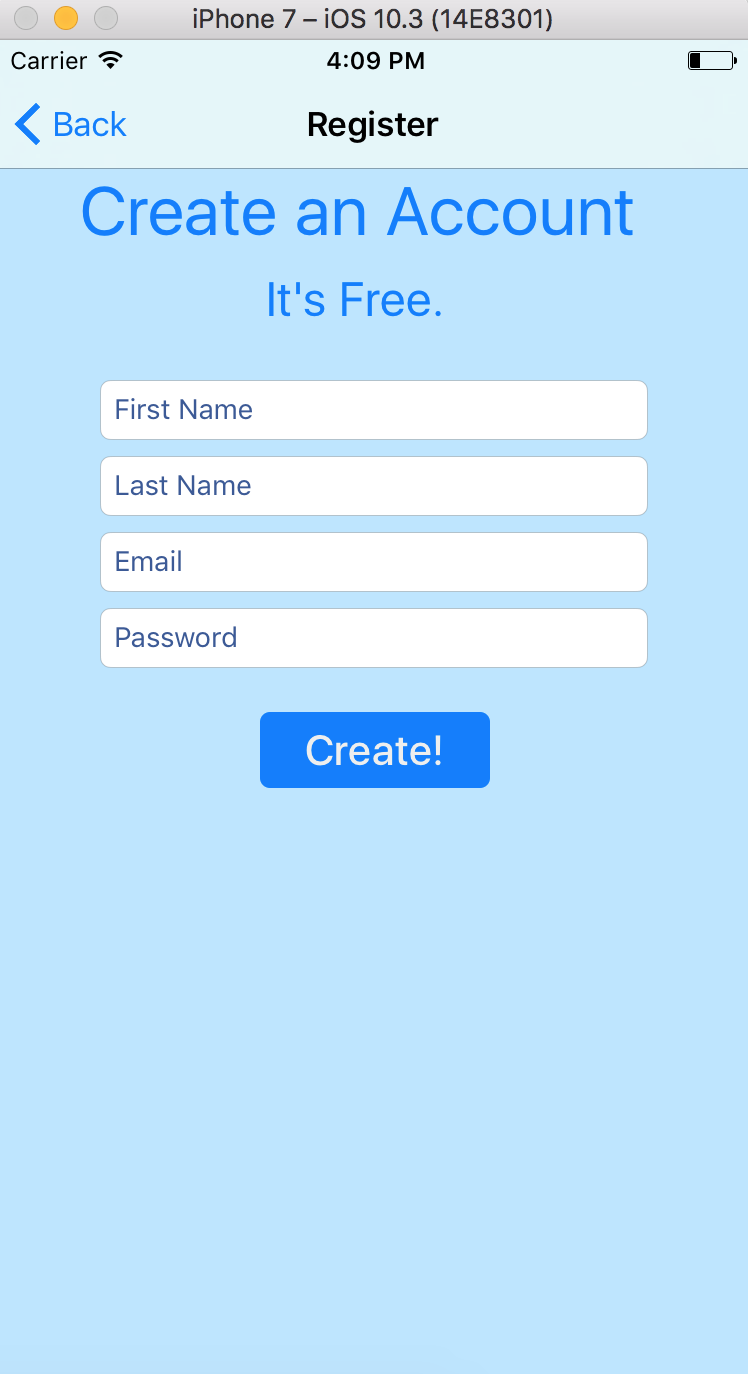 iPhone 7 – iOS 10.3 (14E8301)
Carrier 4:09 PM
Back Register
Create an Account
It's Free.
First Name
Last Name
Email
Password
Create!